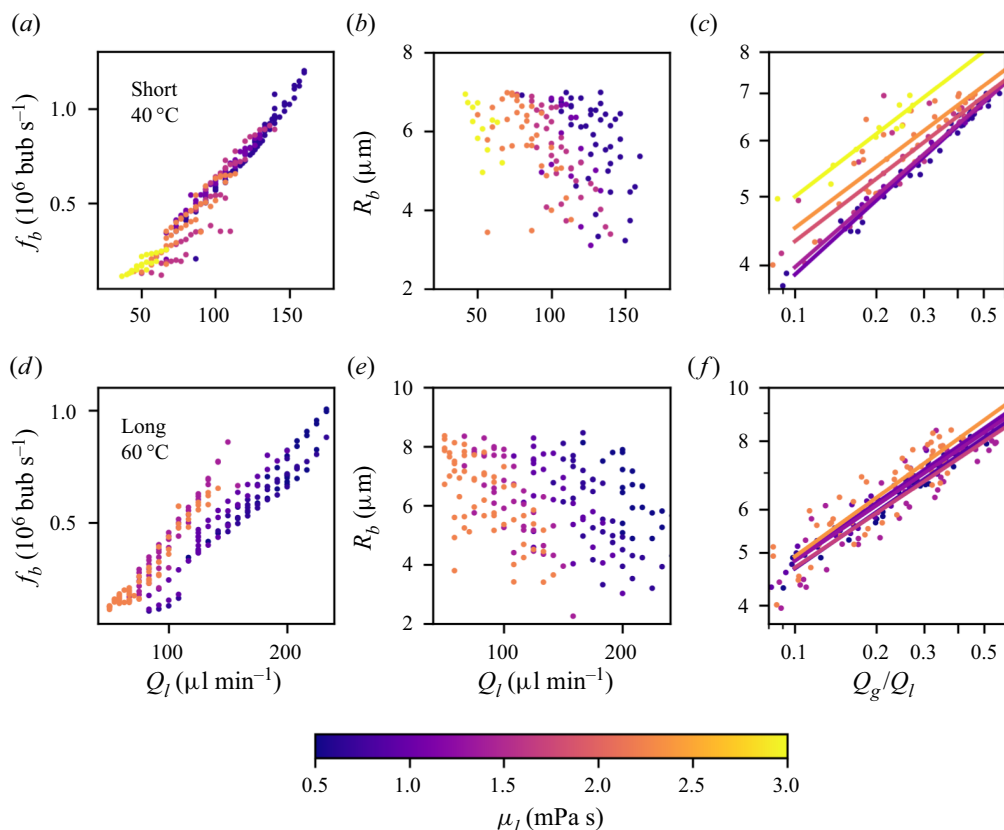 (a)
(b)
(c)
Short
40 °C
f_b (10⁶ bub s⁻¹)
1.0
0.5
50
100
150
R_b (μm)
8
6
4
2
50
100
150
8
7
6
5
4
0.1
0.2
0.3
0.5
(d)
(e)
(f)
Long
60 °C
f_b (10⁶ bub s⁻¹)
1.0
0.5
100
200
Q_l (μl min⁻¹)
R_b (μm)
10
8
6
4
2
100
200
Q_l (μl min⁻¹)
10
8
6
5
4
0.1
0.2
0.3
0.5
Q_g/Q_l
0.5
1.0
1.5
2.0
2.5
3.0
μ_l (mPa s)